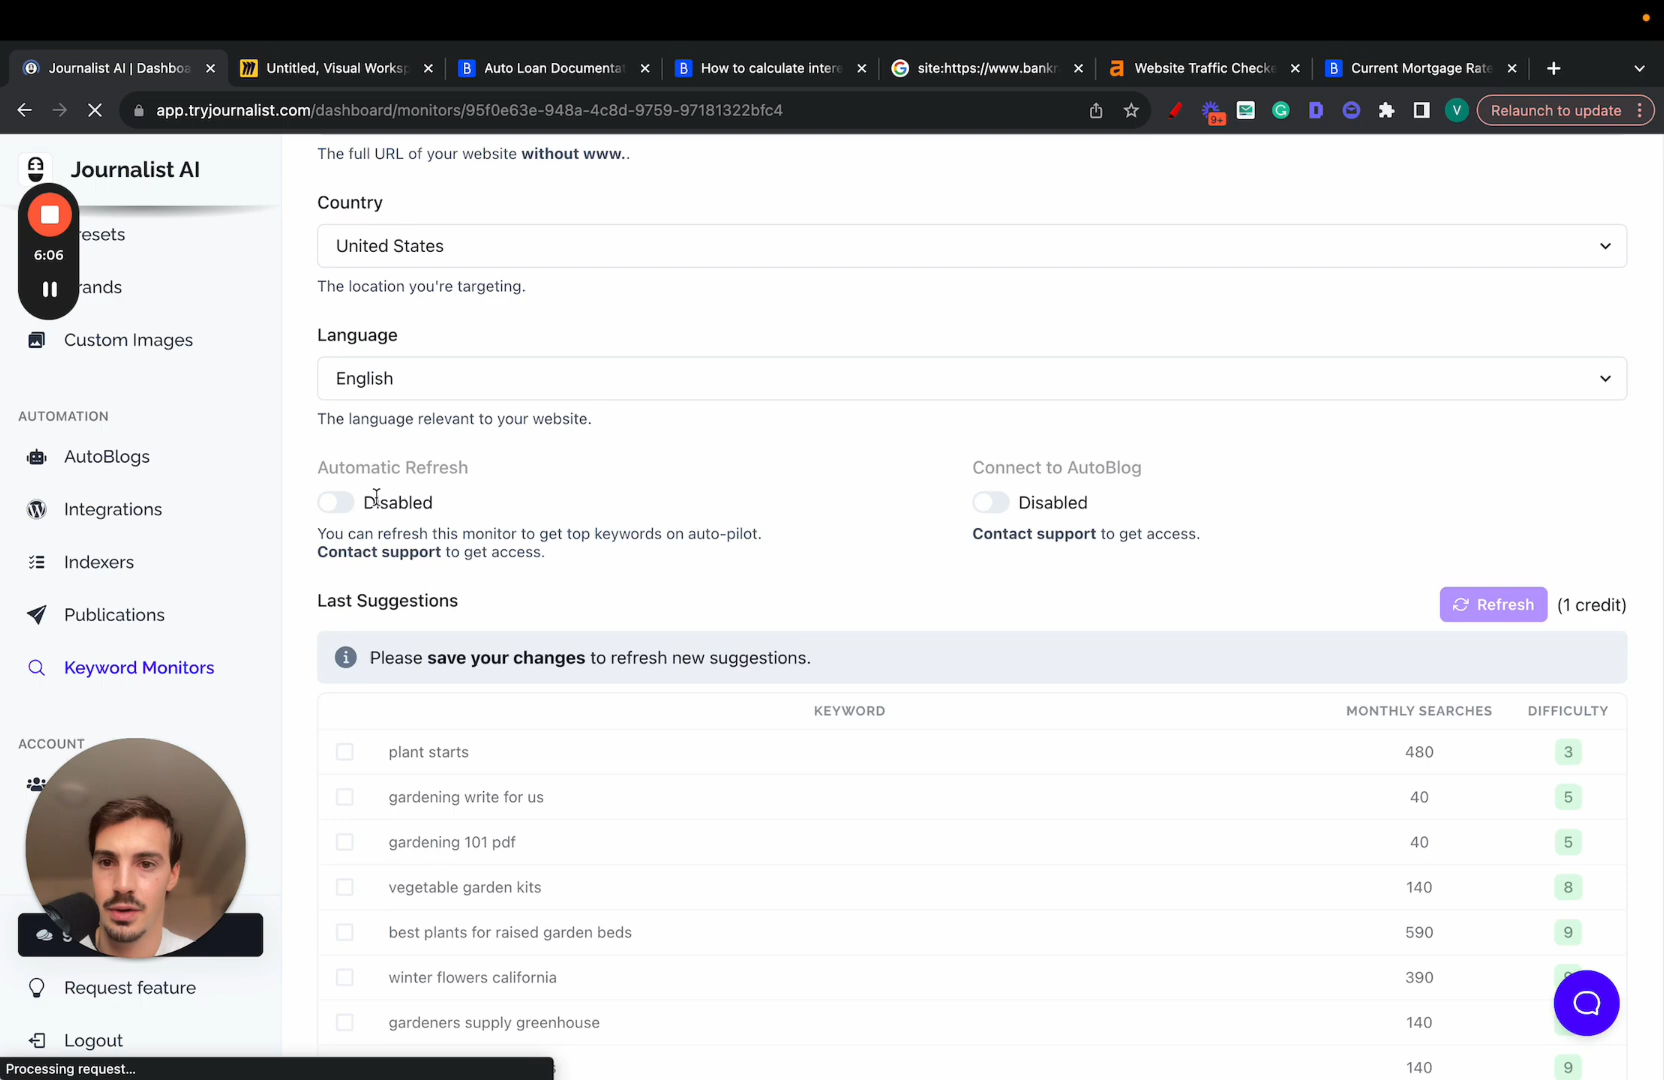 Journalist AI | Dashboa
Untitled, Visual Worksp
Auto Loan Documentat
How to calculate intere
site:https://www.bankr
Website Traffic Checke
Current Mortgage Rate
app.tryjournalist.com/dashboard/monitors/95f0e63e-948a-4c8d-9759-97181322bfc4
9+
V
Relaunch to update
Journalist AI
6:06
esets
rands
Custom Images
AUTOMATION
AutoBlogs
Integrations
Indexers
Publications
Keyword Monitors
ACCOUNT
Request feature
Logout
Processing request...
The full URL of your website without www..
Country
United States
The location you're targeting.
Language
English
The language relevant to your website.
Automatic Refresh
Disabled
You can refresh this monitor to get top keywords on auto-pilot.
Contact support to get access.
Connect to AutoBlog
Disabled
Contact support to get access.
Last Suggestions
Refresh (1 credit)
Please save your changes to refresh new suggestions.
KEYWORD MONTHLY SEARCHES DIFFICULTY
plant starts 480 3
gardening write for us 40 5
gardening 101 pdf 40 5
vegetable garden kits 140 8
best plants for raised garden beds 590 9
winter flowers california 390
gardeners supply greenhouse 140
140 9